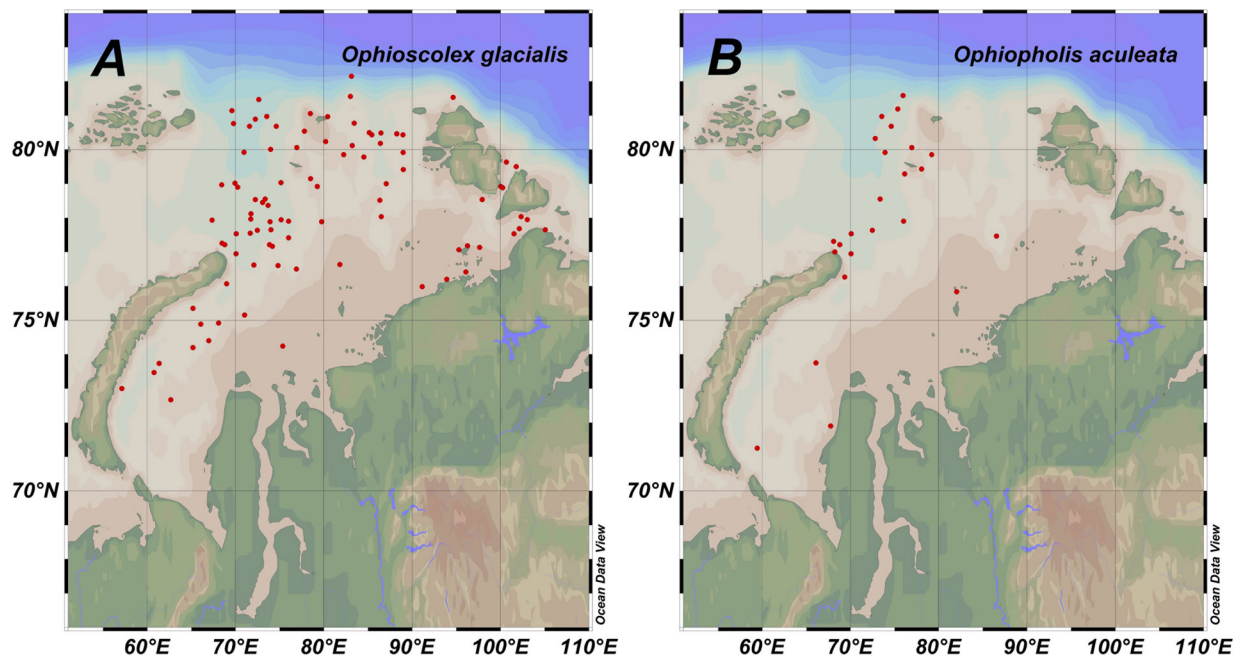 A
Ophioscolex glacialis
80°N
75°N
70°N
60°E 70°E 80°E 90°E 100°E 110°E
Ocean Data View
B
Ophiopholis aculeata
80°N
75°N
70°N
60°E 70°E 80°E 90°E 100°E 110°E
Ocean Data View